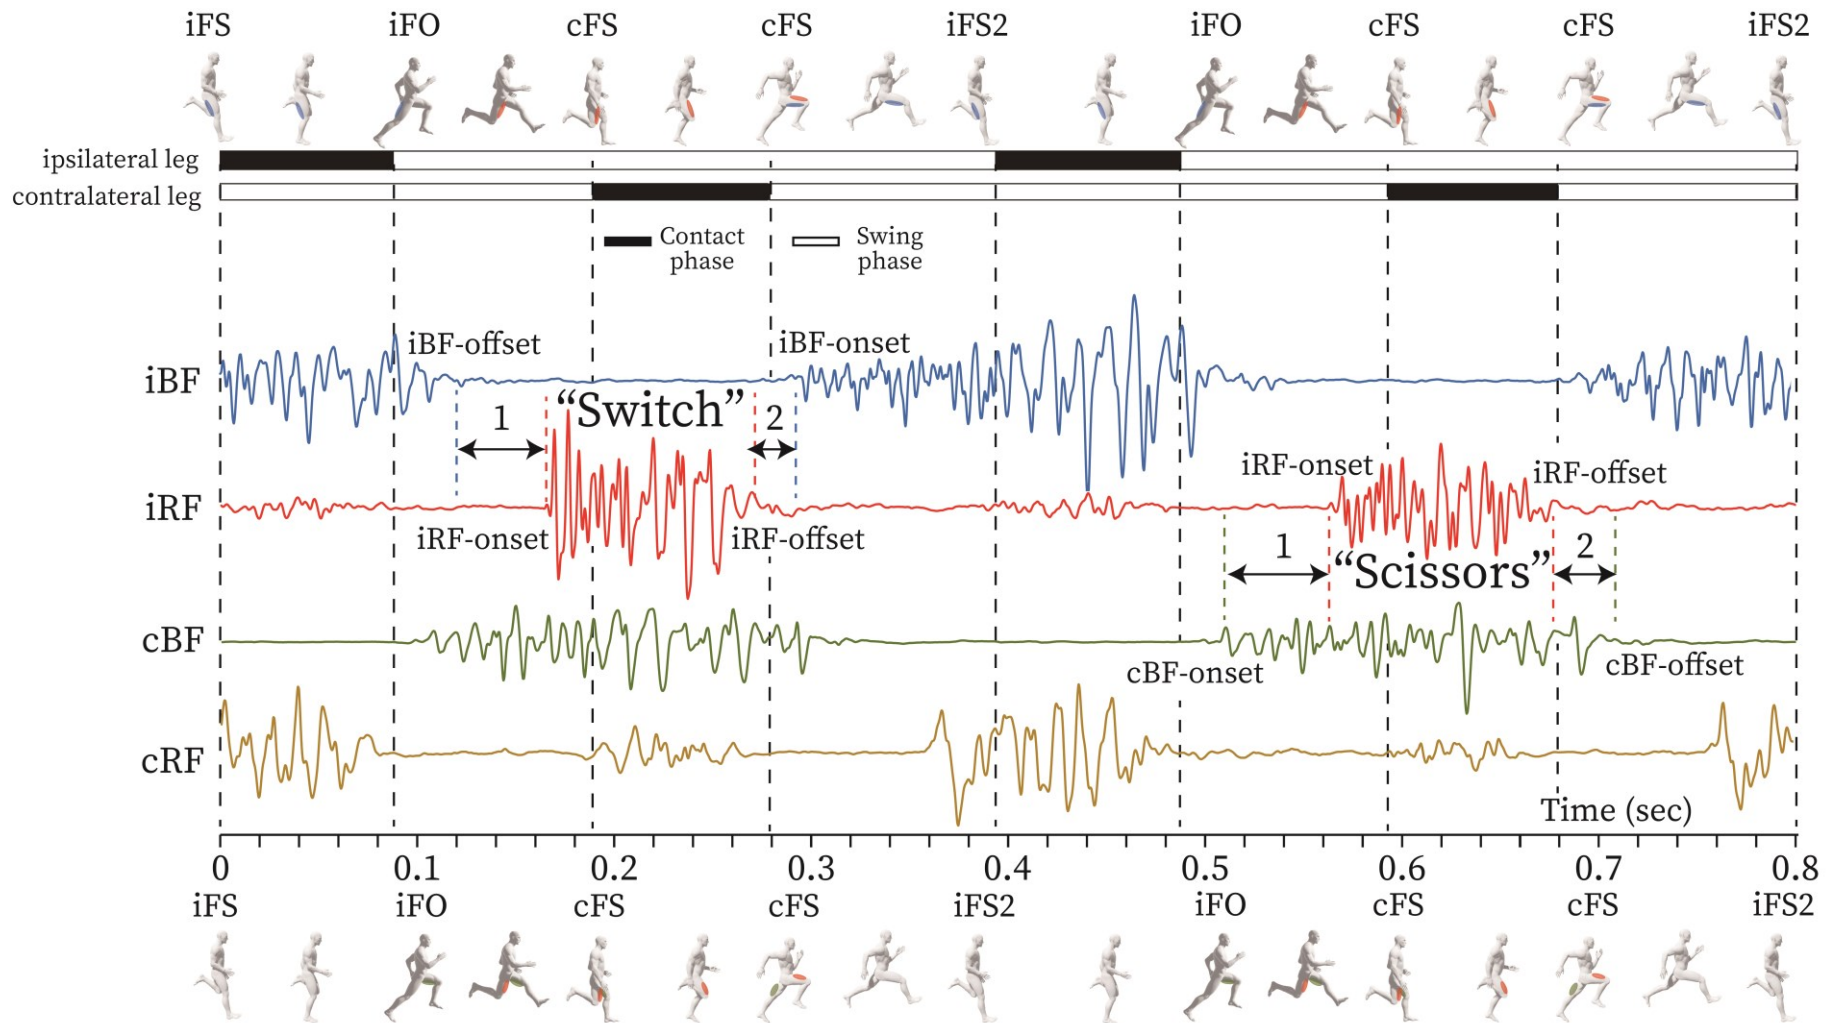 iFS iFO cFS cFS iFS2 iFO cFS cFS iFS2
ipsilateral leg
contralateral leg
Contact
phase
Swing
phase
iBF-offset
iBF-onset
iBF
1
“Switch”
2
iRF-onset
iRF-offset
iRF
iRF-onset
iRF-offset
1
“Scissors”
2
cBF
cBF-onset
cBF-offset
cRF
Time (sec)
0 0.1 0.2 0.3 0.4 0.5 0.6 0.7 0.8
iFS iFO cFS cFS iFS2 iFO cFS cFS iFS2